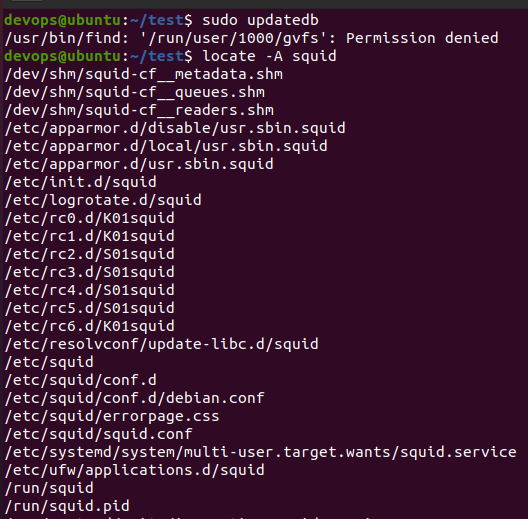 devops@ubuntu:~/test$ sudo updatedb
/usr/bin/find: '/run/user/1000/gvfs': Permission denied
devops@ubuntu:~/test$ locate -A squid
/dev/shm/squid-cf__metadata.shm
/dev/shm/squid-cf__queues.shm
/dev/shm/squid-cf__readers.shm
/etc/apparmor.d/disable/usr.sbin.squid
/etc/apparmor.d/local/usr.sbin.squid
/etc/apparmor.d/usr.sbin.squid
/etc/init.d/squid
/etc/logrotate.d/squid
/etc/rc0.d/K01squid
/etc/rc1.d/K01squid
/etc/rc2.d/S01squid
/etc/rc3.d/S01squid
/etc/rc4.d/S01squid
/etc/rc5.d/S01squid
/etc/rc6.d/K01squid
/etc/resolvconf/update-libc.d/squid
/etc/squid
/etc/squid/conf.d
/etc/squid/conf.d/debian.conf
/etc/squid/errorpage.css
/etc/squid/squid.conf
/etc/systemd/system/multi-user.target.wants/squid.service
/etc/ufw/applications.d/squid
/run/squid
/run/squid.pid